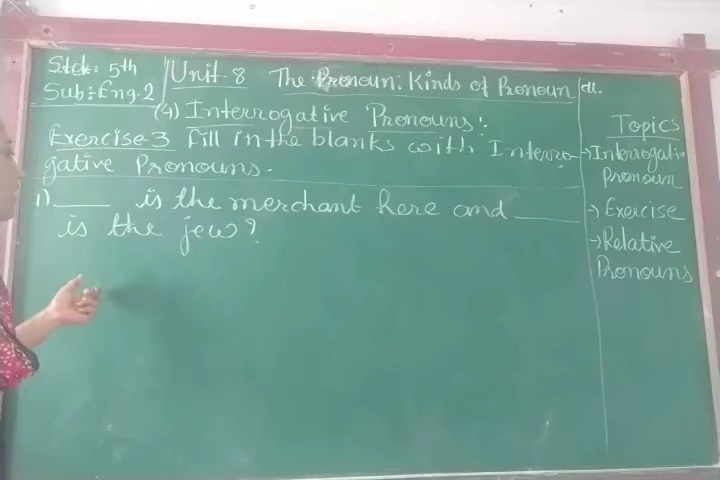 Std: 5th
Sub: Eng-2
Unit-8 The Pronoun: Kinds of Pronoun
dt.
(4) Interrogative Pronouns:
Exercise-3 Fill in the blanks with Interro-
gative Pronouns.
1) ____ is the merchant here and ____
is the jew?
Topics
→Interrogative
Pronoun
→ Exercise
→Relative
Pronouns